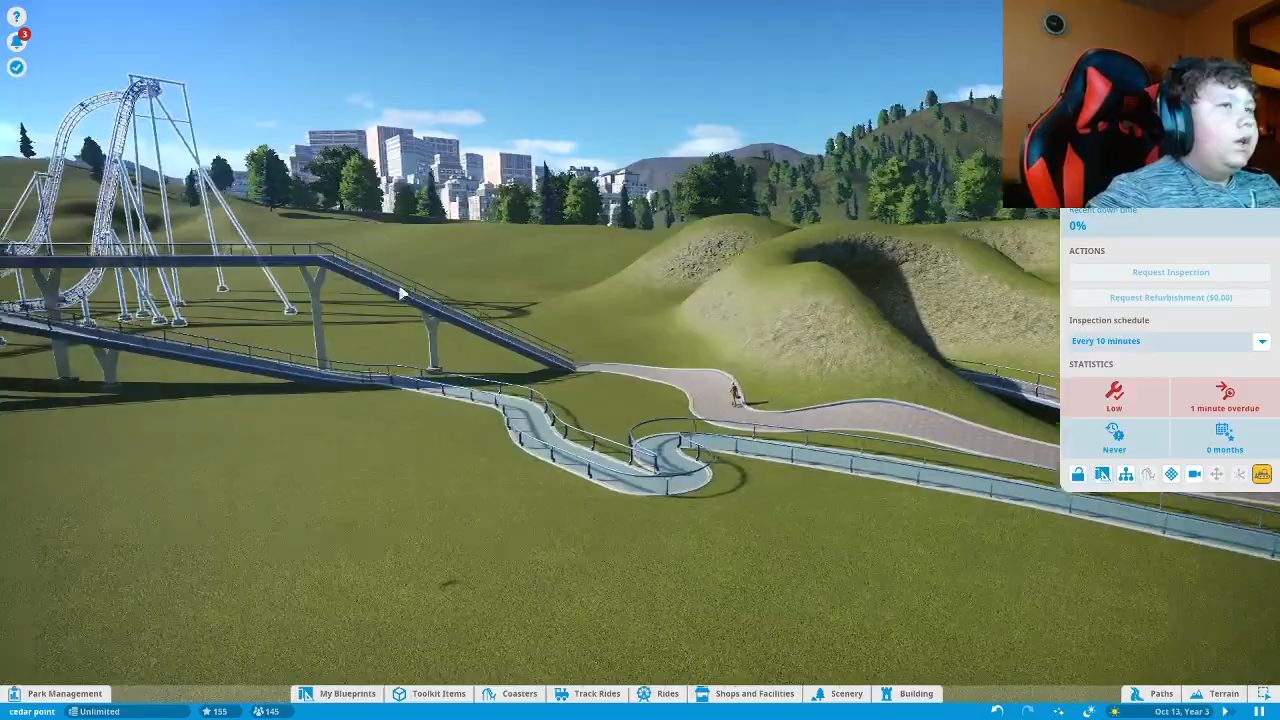 ?
3
Recent down time
0%
ACTIONS
Request Inspection
Request Refurbishment ($0.00)
Inspection schedule
Every 10 minutes
STATISTICS
Low
1 minute overdue
Never
0 months
Park Management
My Blueprints
Toolkit Items
Coasters
Track Rides
Rides
Shops and Facilities
Scenery
Building
Paths
Terrain
cedar point
Unlimited
155
145
Oct 13, Year 3